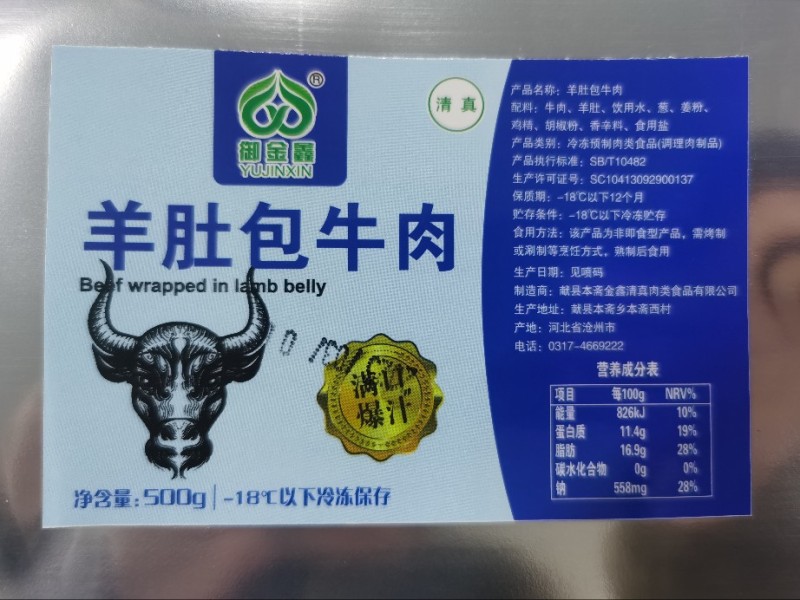 御金鑫®
YUJINXIN
清真
羊肚包牛肉
Beef wrapped in lamb belly
满口
爆汁
净含量:500g|-18℃以下冷冻保存
产品名称：羊肚包牛肉
配料：牛肉、羊肚、饮用水、葱、姜粉、
鸡精、胡椒粉、香辛料、食用盐
产品类别：冷冻预制肉类食品(调理肉制品)
产品执行标准：SB/T10482
生产许可证号：SC10413092900137
保质期：-18℃以下12个月
贮存条件：-18℃以下冷冻贮存
食用方法：该产品为非即食型产品，需烤制
或涮制等烹饪方式，熟制后食用
生产日期：见喷码
制造商：献县本斋金鑫清真肉类食品有限公司
生产地址：献县本斋乡本斋西村
产地：河北省沧州市
电话：0317-4669222
营养成分表
项目 每100g NRV%
能量 826kJ 10%
蛋白质 11.4g 19%
脂肪 16.9g 28%
碳水化合物 0g 0%
钠 558mg 28%